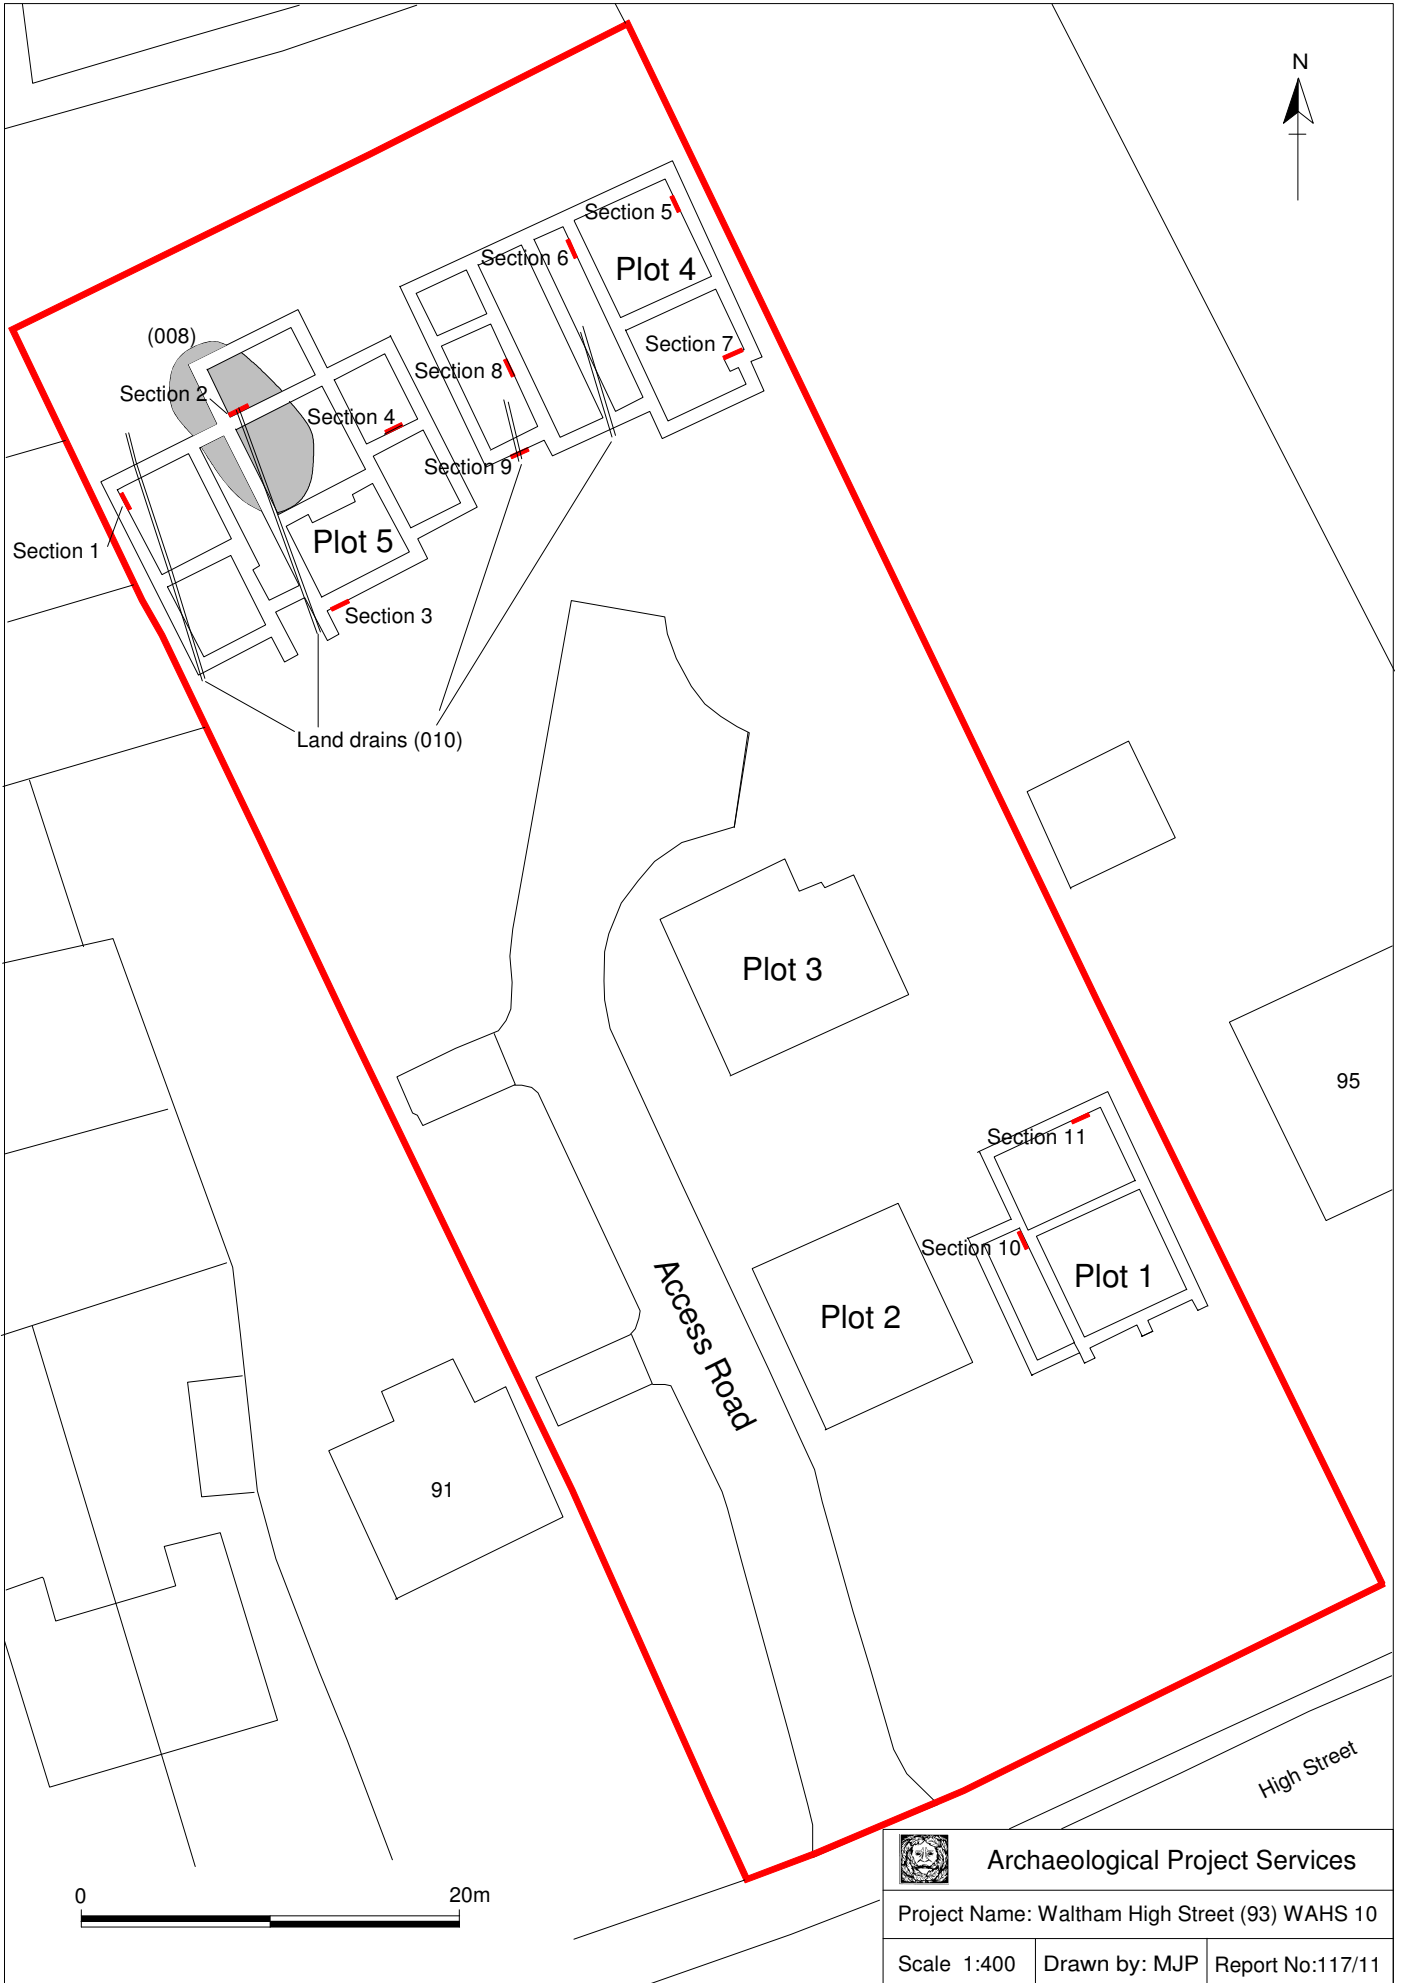 N
Section 5
Section 6
Plot 4
(008)
Section 7
Section 8
Section 2
Section 4
Section 9
Plot 5
Section 1
Section 3
Land drains (010)
Plot 3
95
Section 11
Section 10
Plot 1
Plot 2
Access Road
91
High Street
0 20m
Archaeological Project Services
Project Name: Waltham High Street (93) WAHS 10
Scale 1:400 Drawn by: MJP Report No:117/11